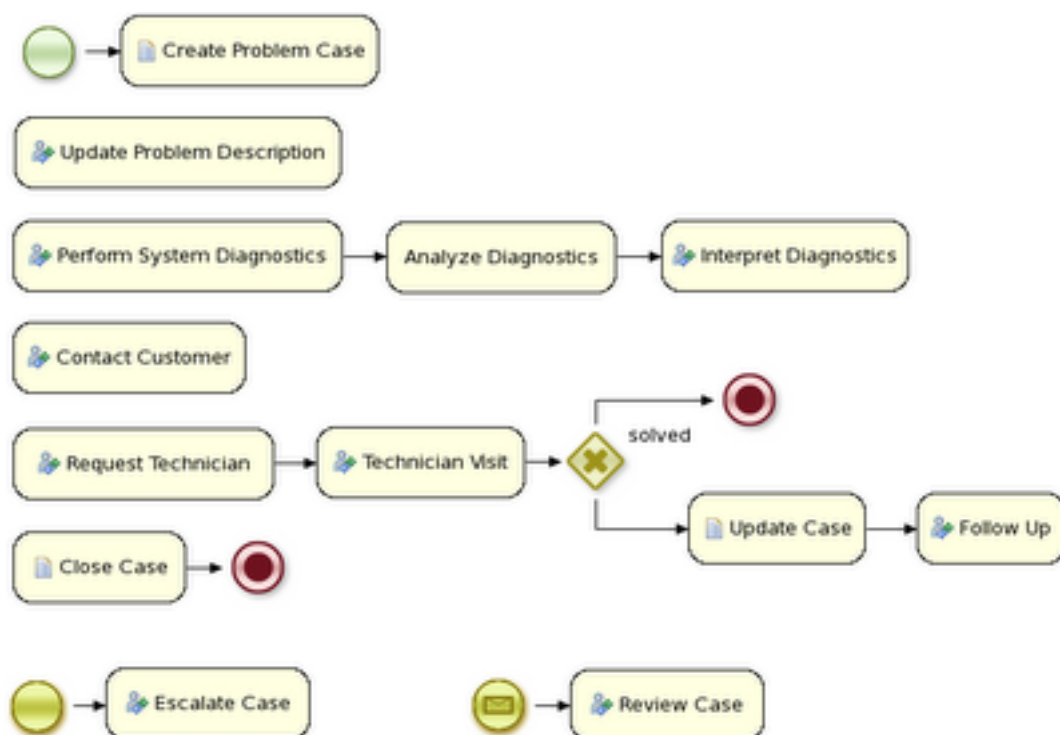 Create Problem Case
Update Problem Description
Perform System Diagnostics
Analyze Diagnostics
Interpret Diagnostics
Contact Customer
solved
Request Technician
Technician Visit
Update Case
Follow Up
Close Case
Escalate Case
Review Case